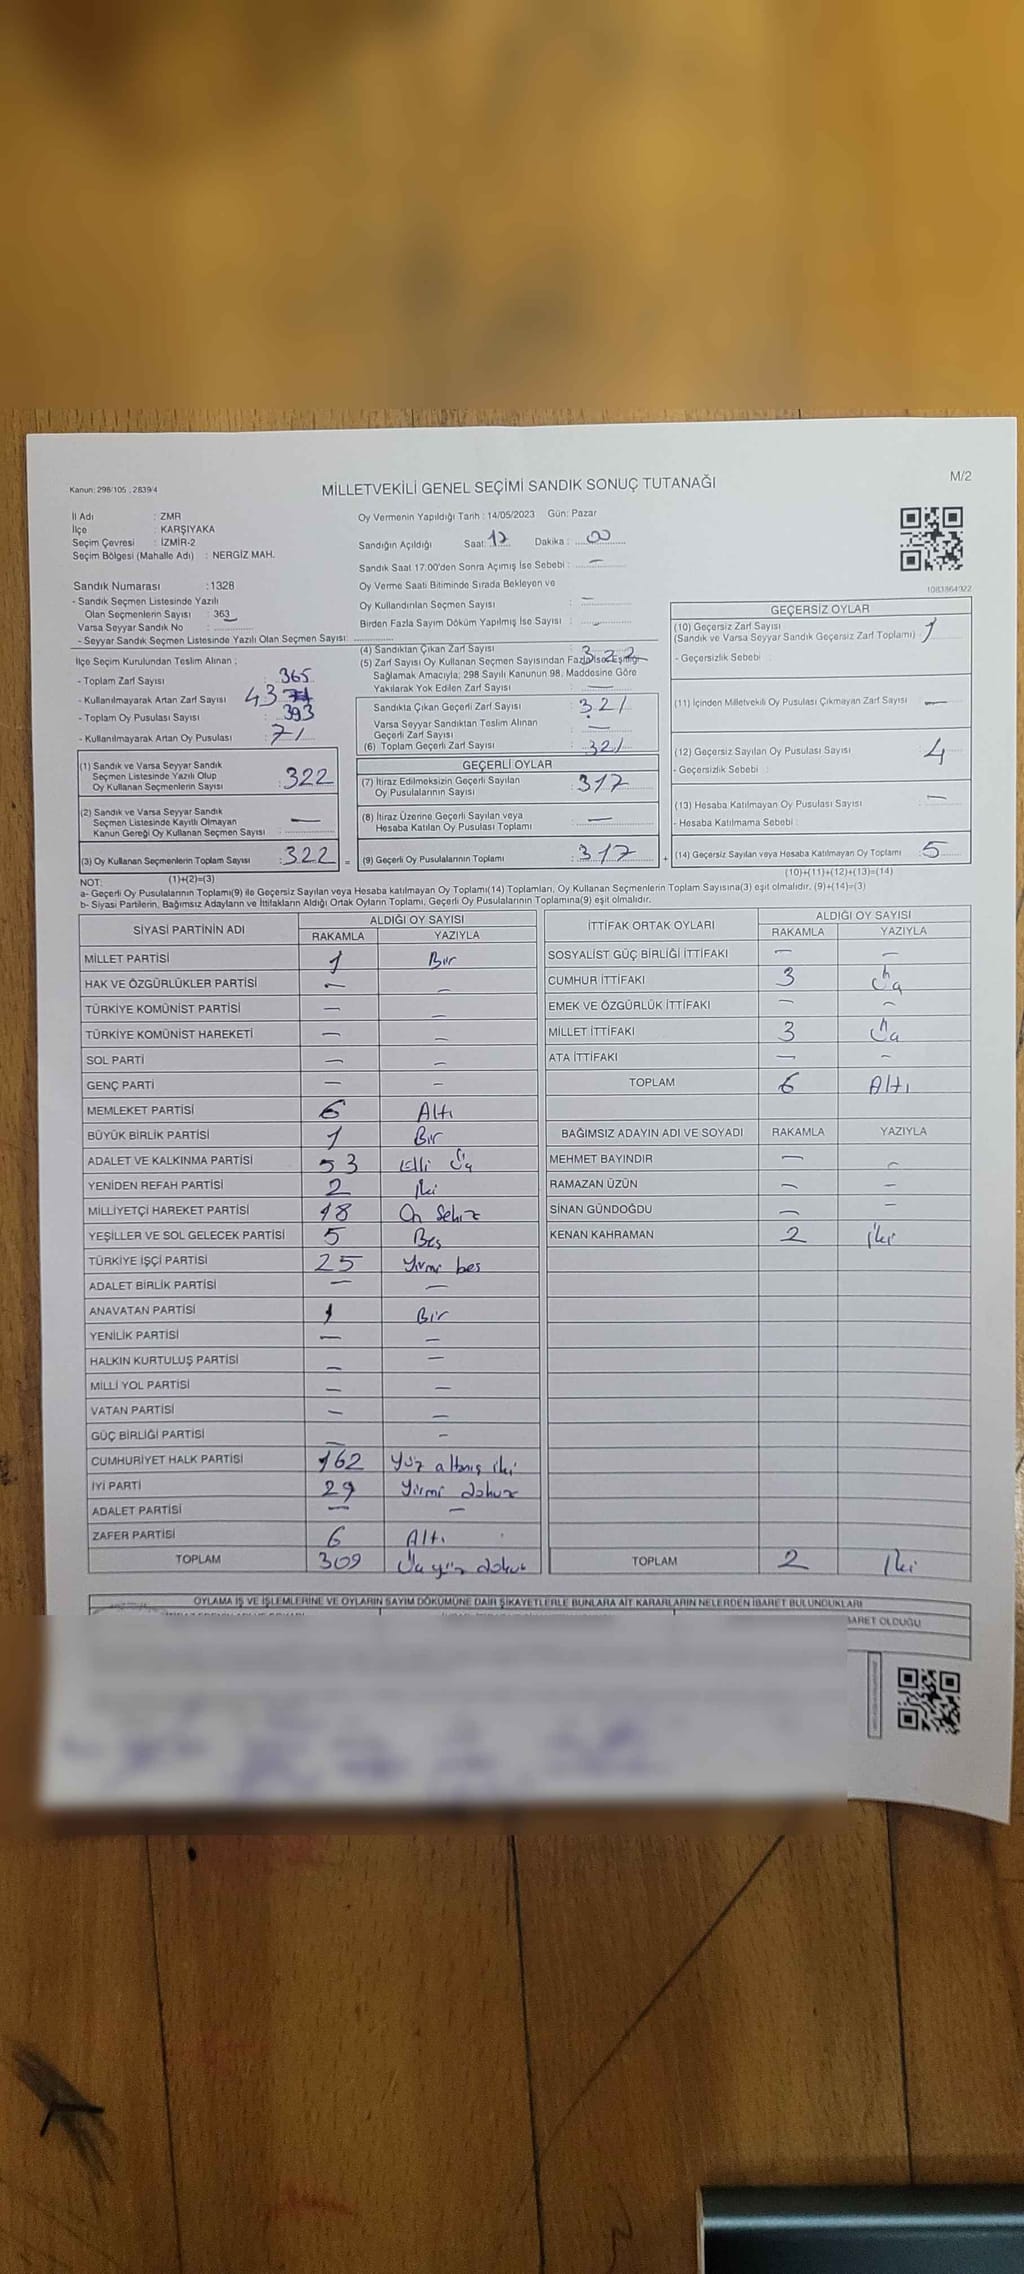 Kanun: 298/105 , 2839/4
MİLLETVEKİLİ GENEL SEÇİMİ SANDIK SONUÇ TUTANAĞI
M/2
İl Adı : ZMR
İlçe : KARŞIYAKA
Seçim Çevresi : İZMİR-2
Seçim Bölgesi (Mahalle Adı) : NERGİZ MAH.
Sandık Numarası :1328
- Sandık Seçmen Listesinde Yazılı
Olan Seçmenlerin Sayısı : 363
Varsa Seyyar Sandık No :
- Seyyar Sandık Seçmen Listesinde Yazılı Olan Seçmen Sayısı:
Oy Vermenin Yapıldığı Tarih : 14/05/2023 Gün: Pazar
Sandığın Açıldığı Saat: 17 Dakika : 00
Sandık Saat 17.00'den Sonra Açımış İse Sebebi : —
Oy Verme Saati Bitiminde Sırada Bekleyen ve
Oy Kullandırılan Seçmen Sayısı : —
Birden Fazla Sayım Döküm Yapılmış İse Sayısı : —
1083864922
İlçe Seçim Kurulundan Teslim Alınan ;
- Toplam Zarf Sayısı : 365
- Kullanılmayarak Artan Zarf Sayısı 43
- Toplam Oy Pusulası Sayısı : 393
- Kullanılmayarak Artan Oy Pusulası : 71
(1) Sandık ve Varsa Seyyar Sandık
Seçmen Listesinde Yazılı Olup
Oy Kullanan Seçmenlerin Sayısı : 322
(2) Sandık ve Varsa Seyyar Sandık
Seçmen Listesinde Kayıtlı Olmayan
Kanun Gereği Oy Kullanan Seçmen Sayısı : —
(3) Oy Kullanan Seçmenlerin Toplam Sayısı : 322 =
(1)+(2)=(3)
(4) Sandıktan Çıkan Zarf Sayısı : 322
(5) Zarf Sayısı Oy Kullanan Seçmen Sayısından Fazla İse Eşitliği
Sağlamak Amacıyla; 298 Sayılı Kanunun 98. Maddesine Göre
Yakılarak Yok Edilen Zarf Sayısı : —
Sandıkta Çıkan Geçerli Zarf Sayısı : 321
Varsa Seyyar Sandıktan Teslim Alınan
Geçerli Zarf Sayısı : —
(6) Toplam Geçerli Zarf Sayısı : 321
GEÇERLİ OYLAR
(7) İtiraz Edilmeksizin Geçerli Sayılan
Oy Pusulalarının Sayısı : 317
(8) İtiraz Üzerine Geçerli Sayılan veya
Hesaba Katılan Oy Pusulası Toplamı : —
(9) Geçerli Oy Pusulalarının Toplamı : 317 +
GEÇERSİZ OYLAR
(10) Geçersiz Zarf Sayısı
(Sandık ve Varsa Seyyar Sandık Geçersiz Zarf Toplamı) : 1
- Geçersizlik Sebebi :
(11) İçinden Milletvekili Oy Pusulası Çıkmayan Zarf Sayısı : —
(12) Geçersiz Sayılan Oy Pusulası Sayısı : 4
- Geçersizlik Sebebi :
(13) Hesaba Katılmayan Oy Pusulası Sayısı : —
- Hesaba Katılmama Sebebi :
(14) Geçersiz Sayılan veya Hesaba Katılmayan Oy Toplamı : 5
(10)+(11)+(12)+(13)=(14)
NOT:
a- Geçerli Oy Pusulalarının Toplamı(9) ile Geçersiz Sayılan veya Hesaba katılmayan Oy Toplamı(14) Toplamları, Oy Kullanan Seçmenlerin Toplam Sayısına(3) eşit olmalıdır. (9)+(14)=(3)
b- Siyasi Partilerin, Bağımsız Adayların ve İttifakların Aldığı Ortak Oyların Toplamı, Geçerli Oy Pusulalarının Toplamına(9) eşit olmalıdır.
SİYASİ PARTİNİN ADI ALDIĞI OY SAYISI
RAKAMLA YAZIYLA
MİLLET PARTİSİ 1 Bir
HAK VE ÖZGÜRLÜKLER PARTİSİ — —
TÜRKİYE KOMÜNİST PARTİSİ — —
TÜRKİYE KOMÜNİST HAREKETİ — —
SOL PARTİ — —
GENÇ PARTİ — —
MEMLEKET PARTİSİ 6 Altı
BÜYÜK BİRLİK PARTİSİ 1 Bir
ADALET VE KALKINMA PARTİSİ 53 Elli Üç
YENİDEN REFAH PARTİSİ 2 İki
MİLLİYETÇİ HAREKET PARTİSİ 18 On Sekiz
YEŞİLLER VE SOL GELECEK PARTİSİ 5 Beş
TÜRKİYE İŞÇİ PARTİSİ 25 Yirmi beş
ADALET BİRLİK PARTİSİ — —
ANAVATAN PARTİSİ 1 Bir
YENİLİK PARTİSİ — —
HALKIN KURTULUŞ PARTİSİ — —
MİLLİ YOL PARTİSİ — —
VATAN PARTİSİ — —
GÜÇ BİRLİĞİ PARTİSİ — —
CUMHURİYET HALK PARTİSİ 162 Yüz altmış iki
İYİ PARTİ 29 Yirmi dokuz
ADALET PARTİSİ — —
ZAFER PARTİSİ 6 Altı
TOPLAM 309 Üç yüz dokuz
İTTİFAK ORTAK OYLARI ALDIĞI OY SAYISI
RAKAMLA YAZIYLA
SOSYALİST GÜÇ BİRLİĞİ İTTİFAKI — —
CUMHUR İTTİFAKI 3 Üç
EMEK VE ÖZGÜRLÜK İTTİFAKI — —
MİLLET İTTİFAKI 3 Üç
ATA İTTİFAKI — —
TOPLAM 6 Altı
BAĞIMSIZ ADAYIN ADI VE SOYADI RAKAMLA YAZIYLA
MEHMET BAYINDIR — —
RAMAZAN ÜZÜN — —
SİNAN GÜNDOĞDU — —
KENAN KAHRAMAN 2 İki
TOPLAM 2 İki
OYLAMA İŞ VE İŞLEMLERİNE VE OYLARIN SAYIM DÖKÜMÜNE DAİR ŞİKAYETLERLE BUNLARA AİT KARARLARIN NELERDEN İBARET BULUNDUKLARI